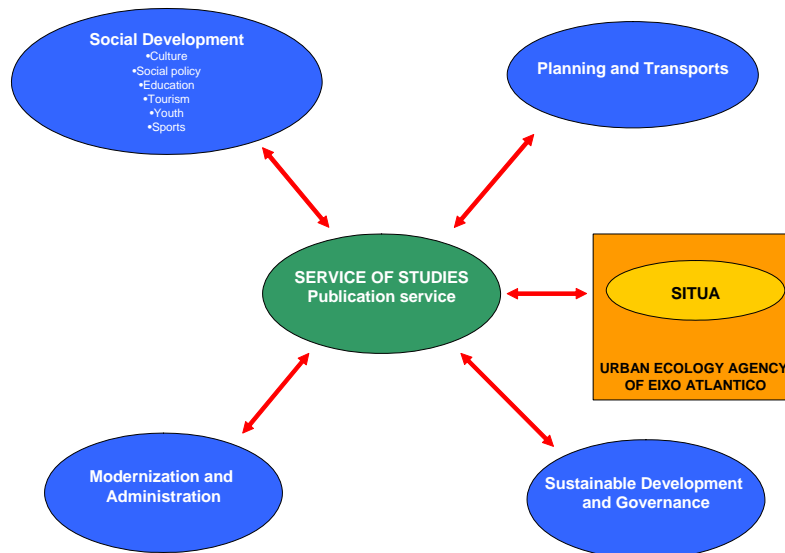 Social Development
•Culture
•Social policy
•Education
•Tourism
•Youth
•Sports
Planning and Transports
SERVICE OF STUDIES
Publication service
SITUA
URBAN ECOLOGY AGENCY
OF EIXO ATLANTICO
Modernization and
Administration
Sustainable Development
and Governance